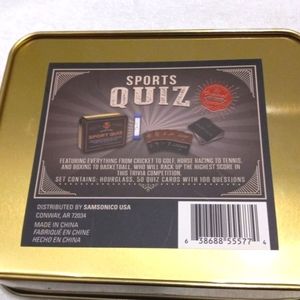 SPORTS
QUIZ
SPORT QUIZ
FEATURING EVERYTHING FROM CRICKET TO GOLF, HORSE RACING TO TENNIS,
AND BOXING TO BASKETBALL, WHO WILL RACK UP THE HIGHEST SCORE IN
THIS TRIVIA COMPETITION.
SET CONTAINS: HOURGLASS, 50 QUIZ CARDS WITH 100 QUESTIONS
DISTRIBUTED BY SAMSONICO USA
CONWAY, AR 72034
MADE IN CHINA
FABRIQUÉ EN CHINE
HECHO EN CHINA
6 38688 55577 4